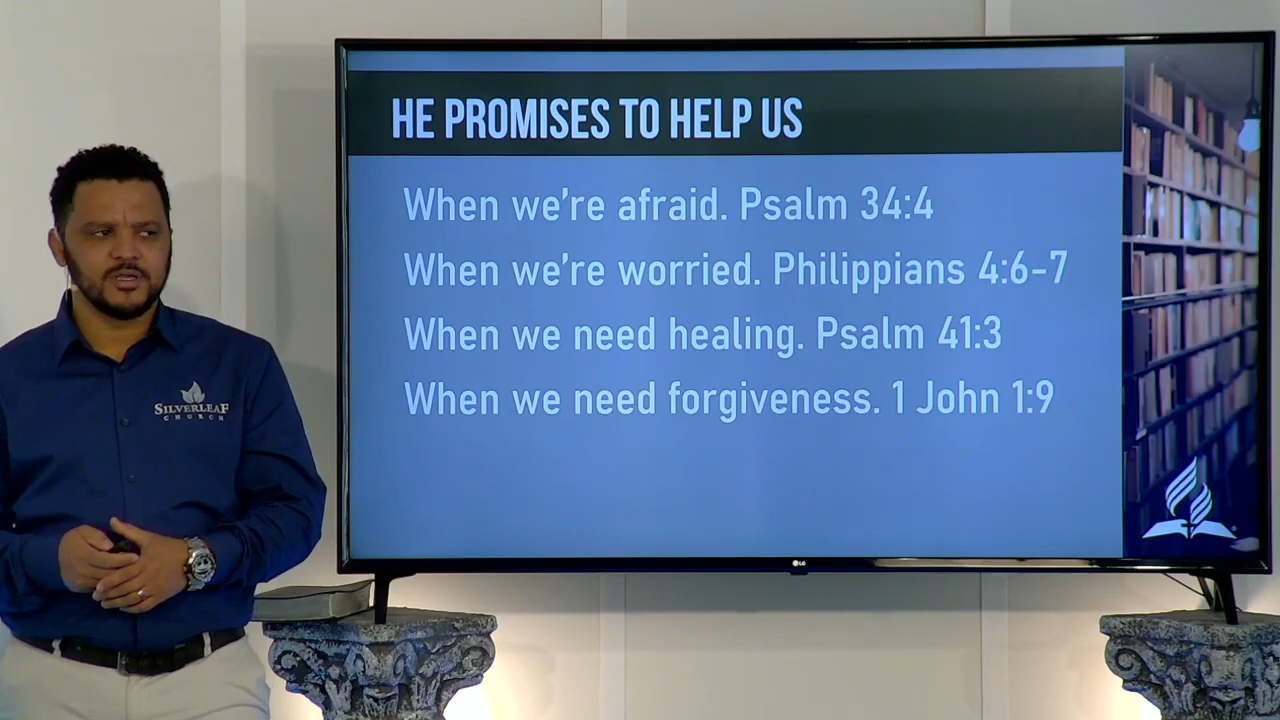 HE PROMISES TO HELP US
When we're afraid. Psalm 34:4
When we're worried. Philippians 4:6-7
When we need healing. Psalm 41:3
When we need forgiveness. 1 John 1:9
SILVERLEAF
CHURCH
LG